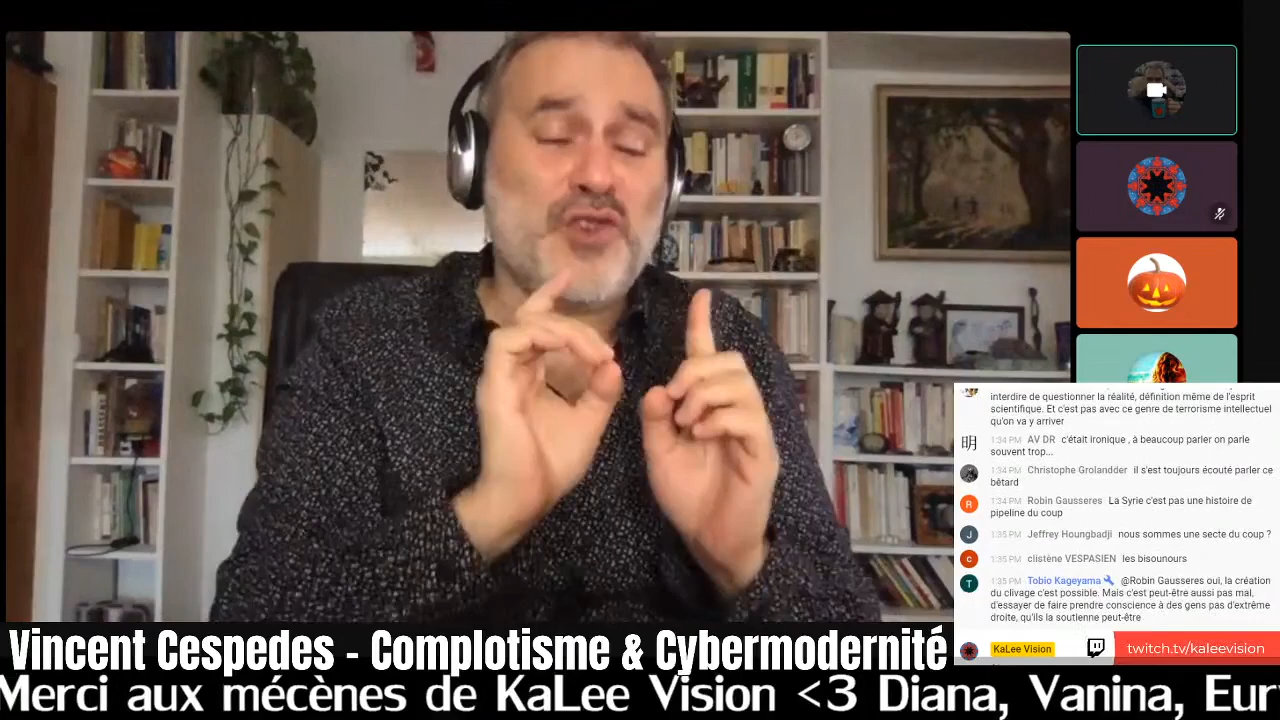 interdire de questionner la réalité, définition même de l'esprit
scientifique. Et c'est pas avec ce genre de terrorisme intellectuel
qu'on va y arriver
明 1:34 PM AV DR c'était ironique , à beaucoup parler on parle
souvent trop...
1:34 PM Christophe Grolandder il s'est toujours écouté parler ce
bêtard
R 1:34 PM Robin Gausseres La Syrie c'est pas une histoire de
pipeline du coup
J 1:35 PM Jeffrey Houngbadji nous sommes une secte du coup ?
c 1:35 PM clistène VESPASIEN les bisounours
T 1:35 PM Tobio Kageyama @Robin Gausseres oui, la création
du clivage c'est possible. Mais c'est peut-être aussi pas mal,
d'essayer de faire prendre conscience à des gens pas d'extrême
droite, qu'ils la soutienne peut-être
KaLee Vision
twitch.tv/kaleevision
Vincent Cespedes - Complotisme & Cybermodernité
Merci aux mécènes de KaLee Vision <3 Diana, Vanina, Eur